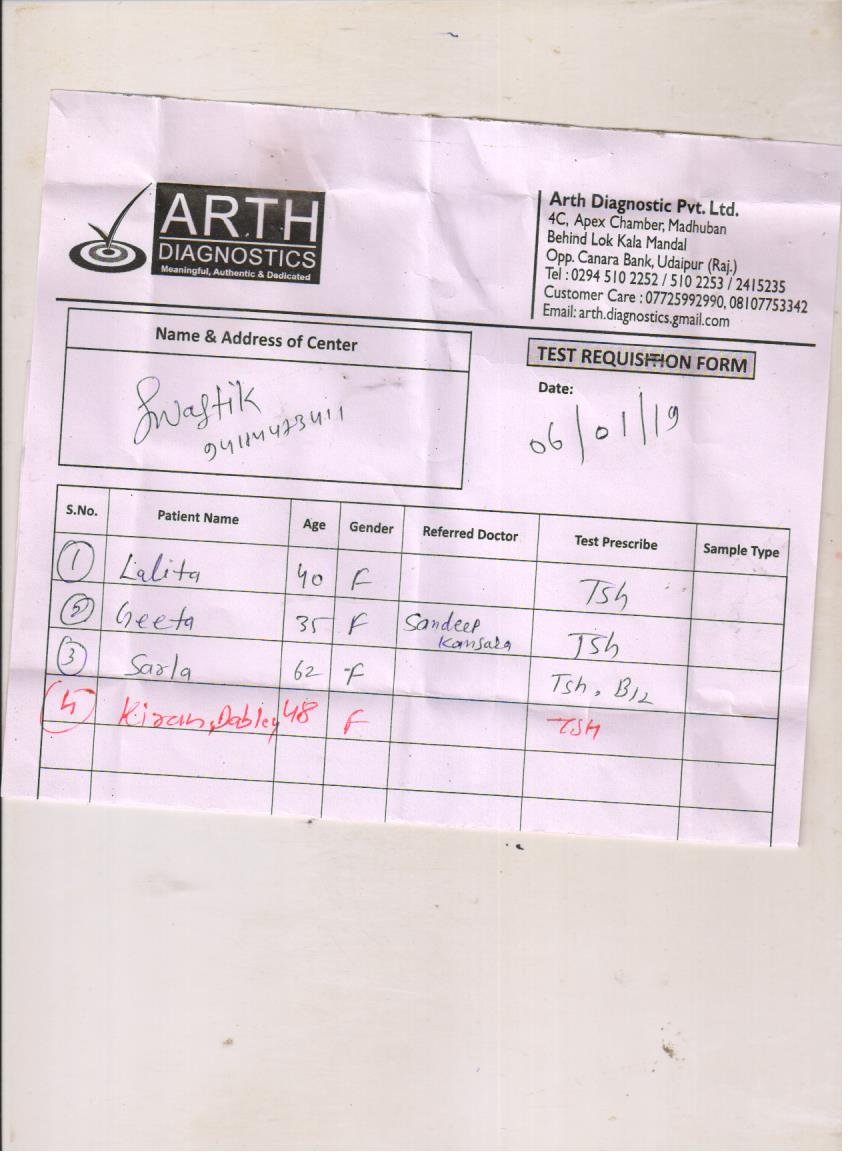 ARTH
DIAGNOSTICS
Meaningful, Authentic & Dedicated
Arth Diagnostic Pvt. Ltd.
4C, Apex Chamber, Madhuban
Behind Lok Kala Mandal
Opp. Canara Bank, Udaipur (Raj.)
Tel : 0294 510 2252 / 510 2253 / 2415235
Customer Care : 07725992990, 08107753342
Email: arth.diagnostics.gmail.com
Name & Address of Center
Swastik
TEST REQUISITION FORM
Date:
06/01/19
S.No. Patient Name Age Gender Referred Doctor Test Prescribe Sample Type
1 Lalita 40 F Tsh
2 Geeta 35 F Sandeep Kansara Tsh
3 Sarla 62 F Tsh, B12
4 Kiran 48 F TSH